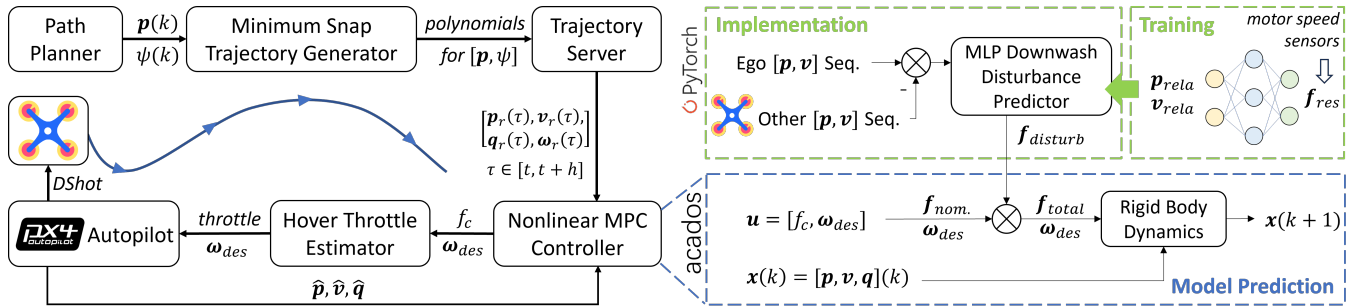 Path
Planner
𝒑(k)
ψ(k)
Minimum Snap
Trajectory Generator
polynomials
for [𝒑, ψ]
Trajectory
Server
[𝒑_r(τ), 𝒗_r(τ),]
[𝒒_r(τ), 𝝎_r(τ)]
τ ∈ [t, t + h]
DShot
px4
autopilot
Autopilot
throttle
𝝎_des
Hover Throttle
Estimator
f_c
𝝎_des
Nonlinear MPC
Controller
𝒑̂, 𝒗̂, 𝒒̂
PyTorch
Implementation
Ego [𝒑, 𝒗] Seq.
-
Other [𝒑, 𝒗] Seq.
MLP Downwash
Disturbance
Predictor
𝒇_disturb
Training
motor speed
sensors
𝒑_rela
𝒗_rela
𝒇_res
acados
𝒖 = [f_c, 𝝎_des]
𝒇_nom.
𝝎_des
𝒇_total
𝝎_des
Rigid Body
Dynamics
𝒙(k + 1)
𝒙(k) = [𝒑, 𝒗, 𝒒](k)
Model Prediction